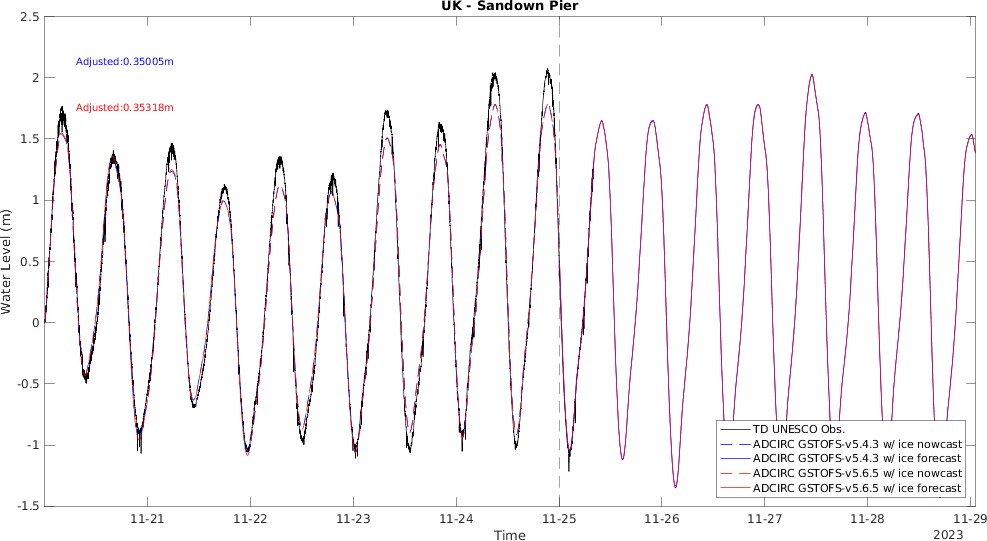 UK - Sandown Pier
2.5
2
1.5
1
0.5
0
-0.5
-1
-1.5
Water Level (m)
Adjusted:0.35005m
Adjusted:0.35318m
TD UNESCO Obs.
ADCIRC GSTOFS-v5.4.3 w/ ice nowcast
ADCIRC GSTOFS-v5.4.3 w/ ice forecast
ADCIRC GSTOFS-v5.6.5 w/ ice nowcast
ADCIRC GSTOFS-v5.6.5 w/ ice forecast
11-21 11-22 11-23 11-24 11-25 11-26 11-27 11-28 11-29
Time
2023